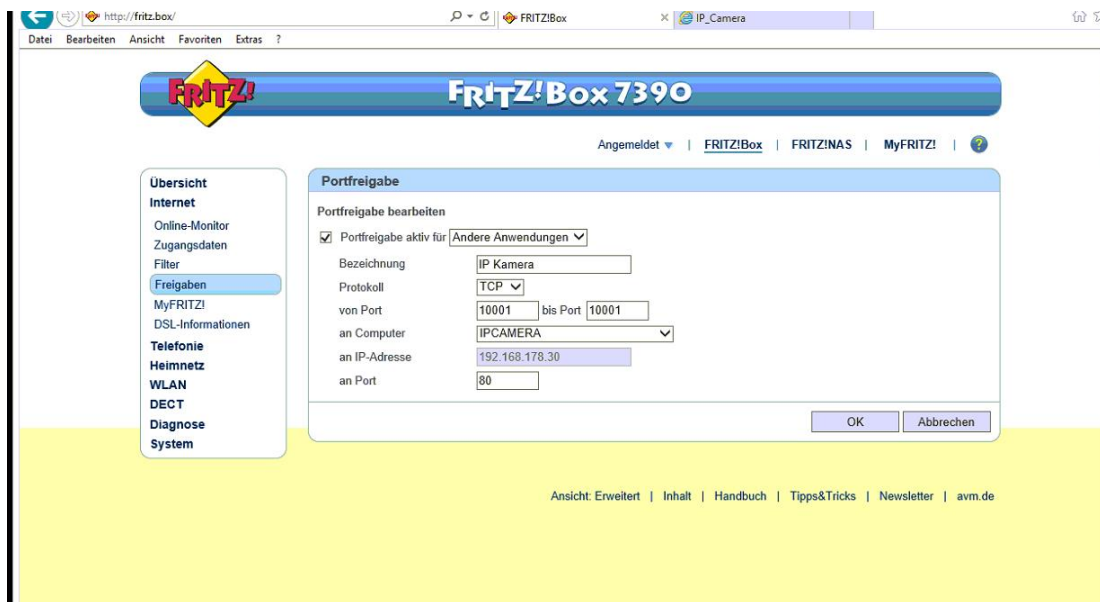 http://fritz.box/ FRITZ!Box IP_Camera
Datei Bearbeiten Ansicht Favoriten Extras ?
FRITZ! FRITZ!Box 7390
Angemeldet | FRITZ!Box | FRITZ!NAS | MyFRITZ! | ?
Übersicht
Internet
Online-Monitor
Zugangsdaten
Filter
Freigaben
MyFRITZ!
DSL-Informationen
Telefonie
Heimnetz
WLAN
DECT
Diagnose
System
Portfreigabe
Portfreigabe bearbeiten
Portfreigabe aktiv für Andere Anwendungen
Bezeichnung IP Kamera
Protokoll TCP
von Port 10001 bis Port 10001
an Computer IPCAMERA
an IP-Adresse 192.168.178.30
an Port 80
OK Abbrechen
Ansicht: Erweitert | Inhalt | Handbuch | Tipps&Tricks | Newsletter | avm.de